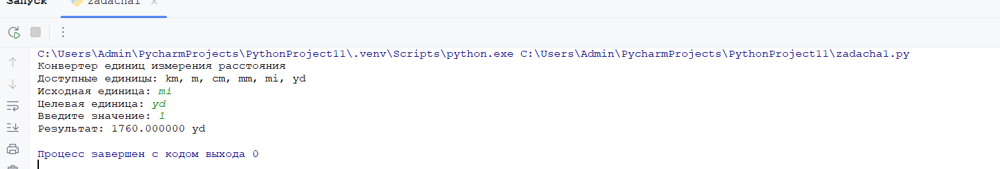 Запуск zadacha1
C:\Users\Admin\PycharmProjects\PythonProject11\.venv\Scripts\python.exe C:\Users\Admin\PycharmProjects\PythonProject11\zadacha1.py
Конвертер единиц измерения расстояния
Доступные единицы: km, m, cm, mm, mi, yd
Исходная единица: mi
Целевая единица: yd
Введите значение: 1
Результат: 1760.000000 yd
Процесс завершен с кодом выхода 0